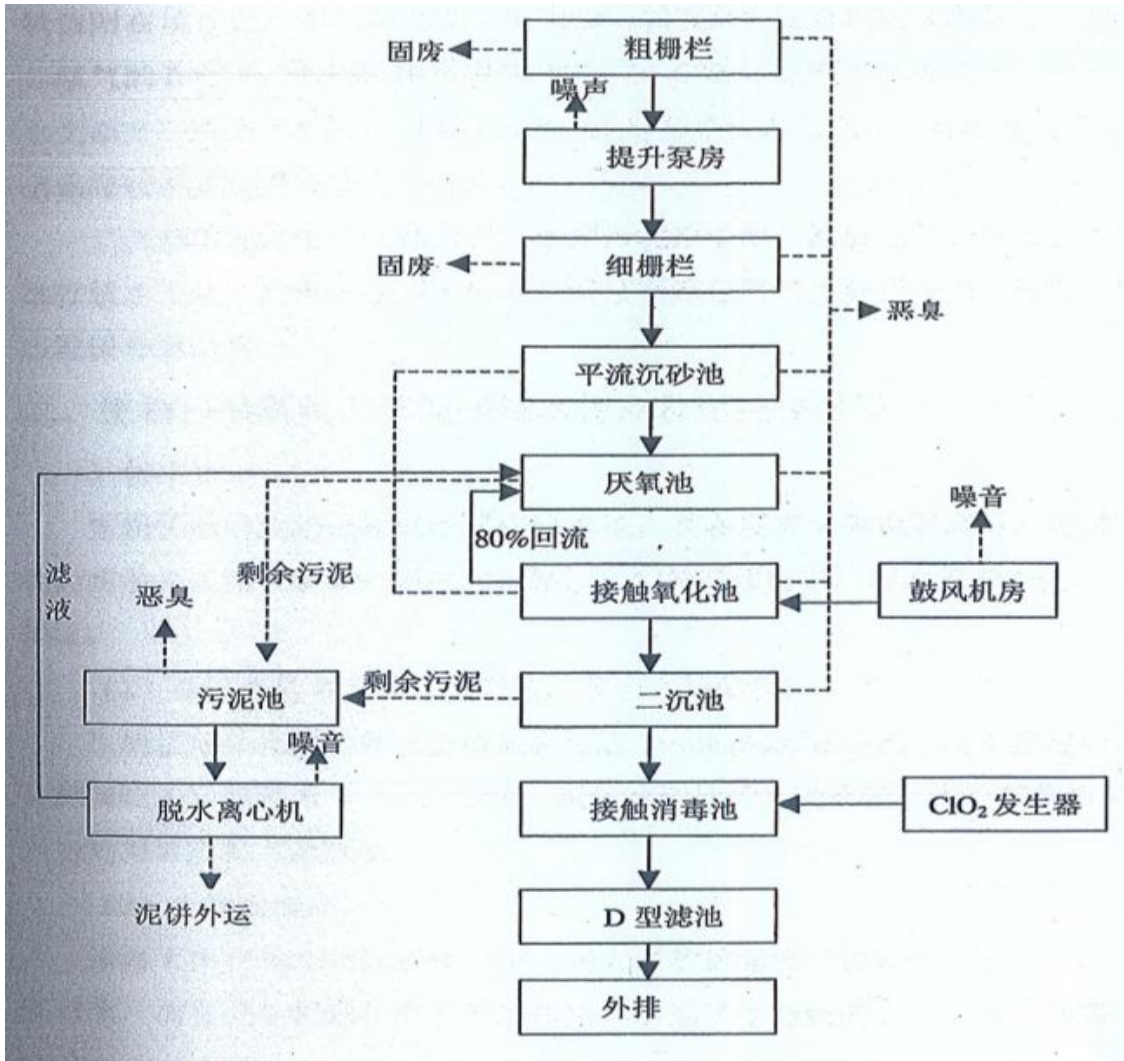 粗栅栏
固废
噪声
提升泵房
细栅栏
固废
恶臭
平流沉砂池
厌氧池
噪音
80%回流
滤液
剩余污泥
恶臭
接触氧化池
鼓风机房
污泥池
剩余污泥
二沉池
噪音
脱水离心机
接触消毒池
ClO₂发生器
泥饼外运
D 型滤池
外排